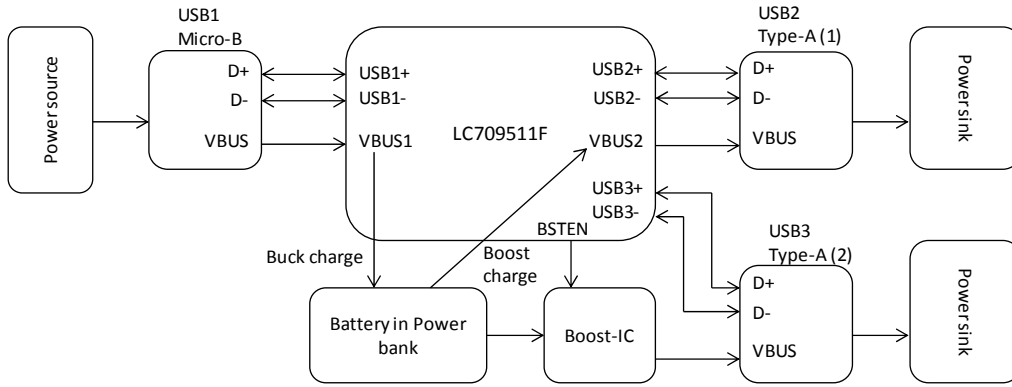 Power source
USB1
Micro-B
D+
D-
VBUS
USB1+
USB1-
VBUS1
LC709511F
USB2+
USB2-
VBUS2
USB3+
USB3-
BSTEN
USB2
Type-A (1)
D+
D-
VBUS
Power sink
Buck charge
Boost
charge
Battery in Power
bank
Boost-IC
USB3
Type-A (2)
D+
D-
VBUS
Power sink